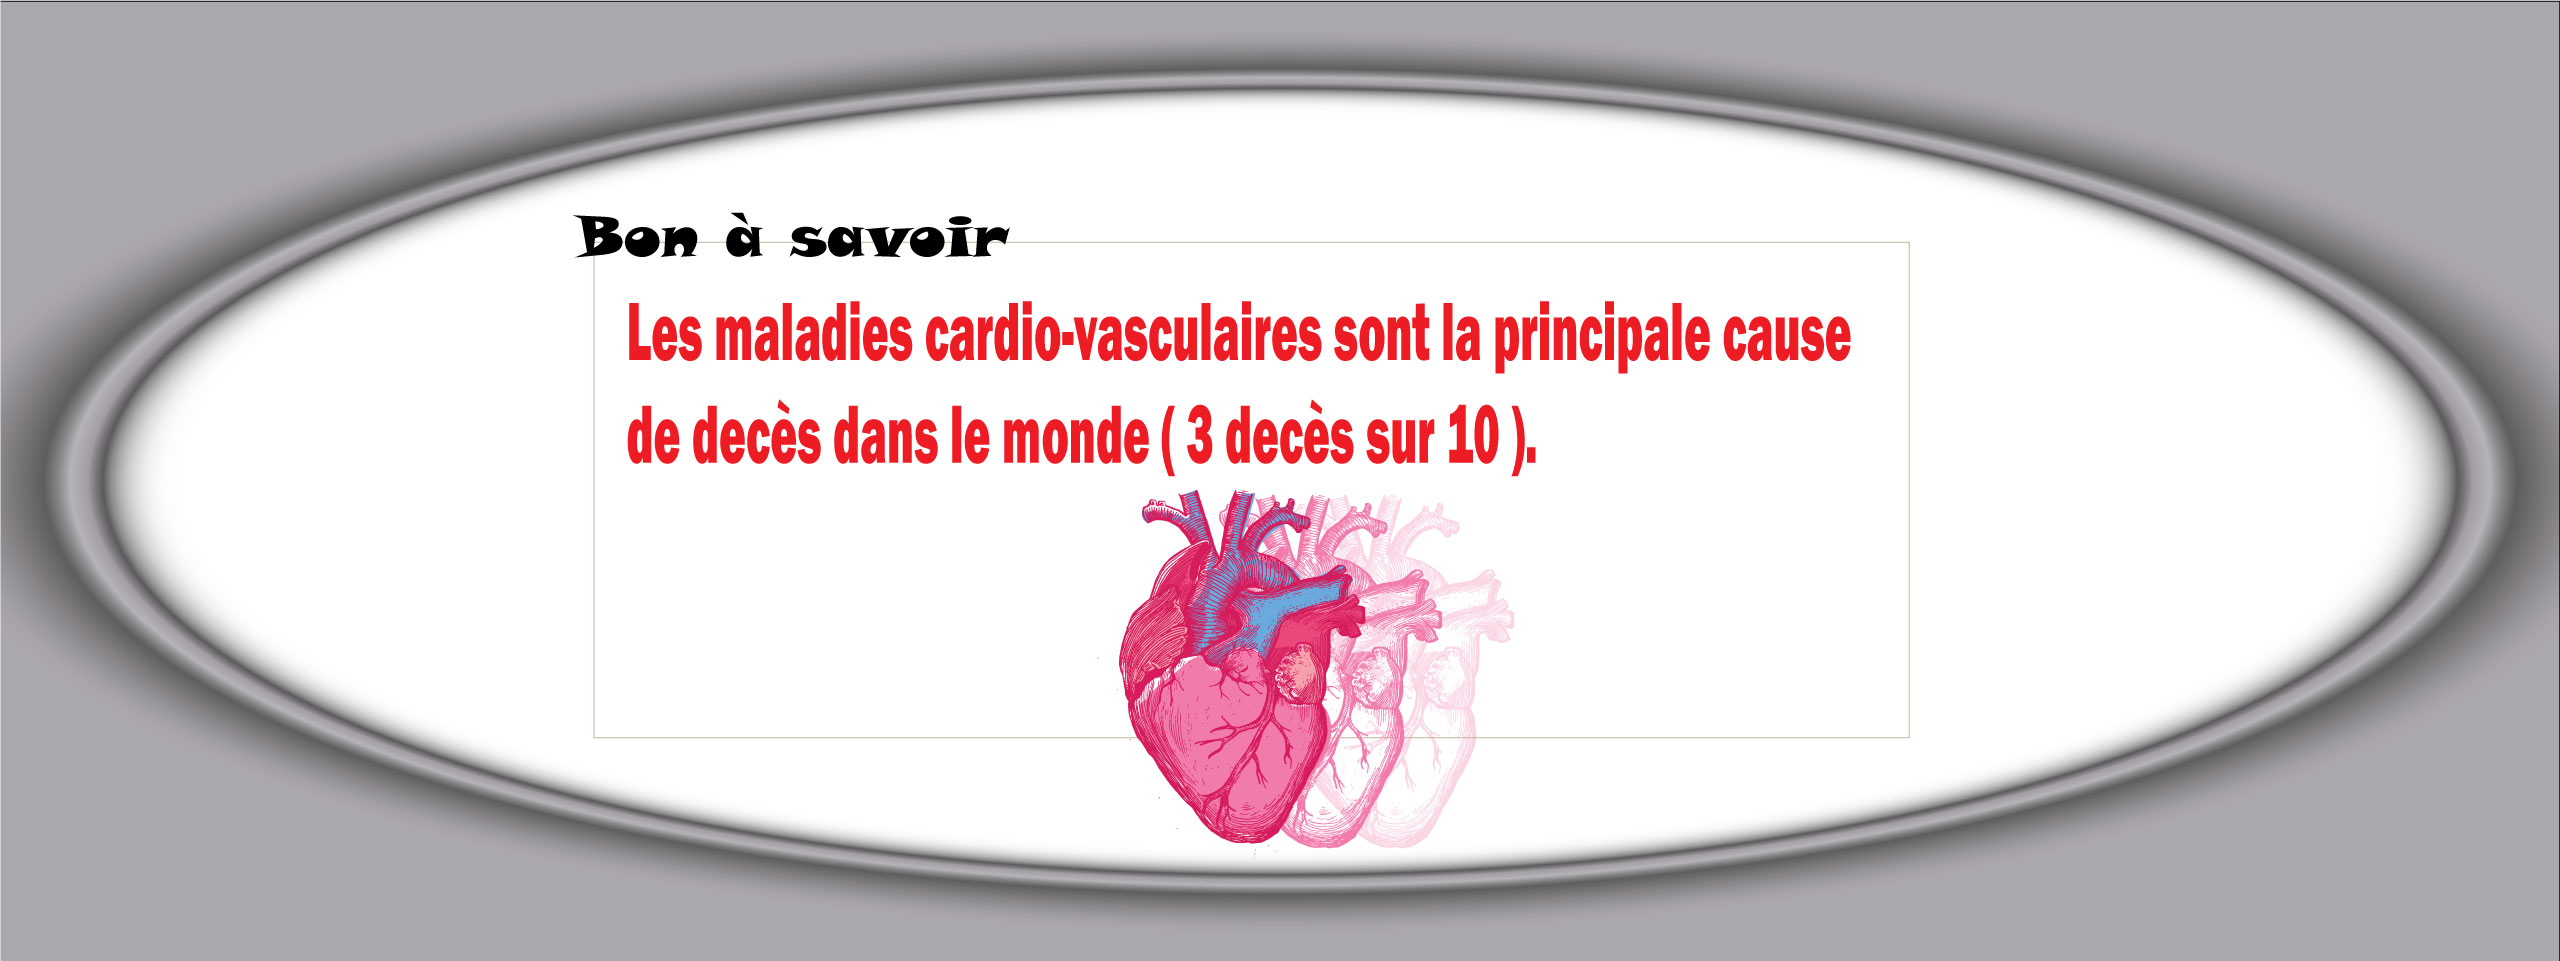 Bon à savoir
Les maladies cardio-vasculaires sont la principale cause
de decès dans le monde ( 3 decès sur 10 ).